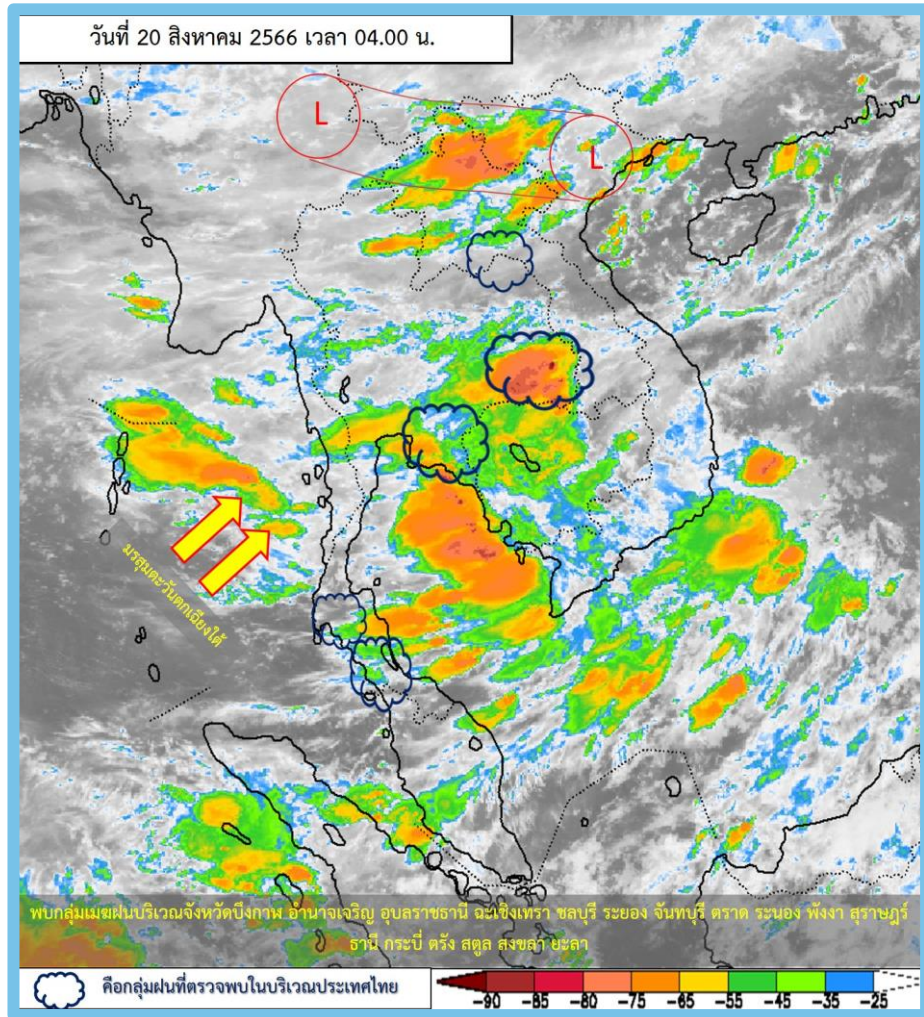 วันที่ 20 สิงหาคม 2566 เวลา 04.00 น.
L
L
มรสุมตะวันตกเฉียงใต้
พบกลุ่มเมฆฝนบริเวณจังหวัดบึงกาฬ อำนาจเจริญ อุบลราชธานี ฉะเชิงเทรา ชลบุรี ระยอง จันทบุรี ตราด ระนอง พังงา สุราษฎร์
ธานี กระบี่ ตรัง สตูล สงขลา ยะลา
คือกลุ่มฝนที่ตรวจพบในบริเวณประเทศไทย
-90 -85 -80 -75 -65 -55 -45 -35 -25